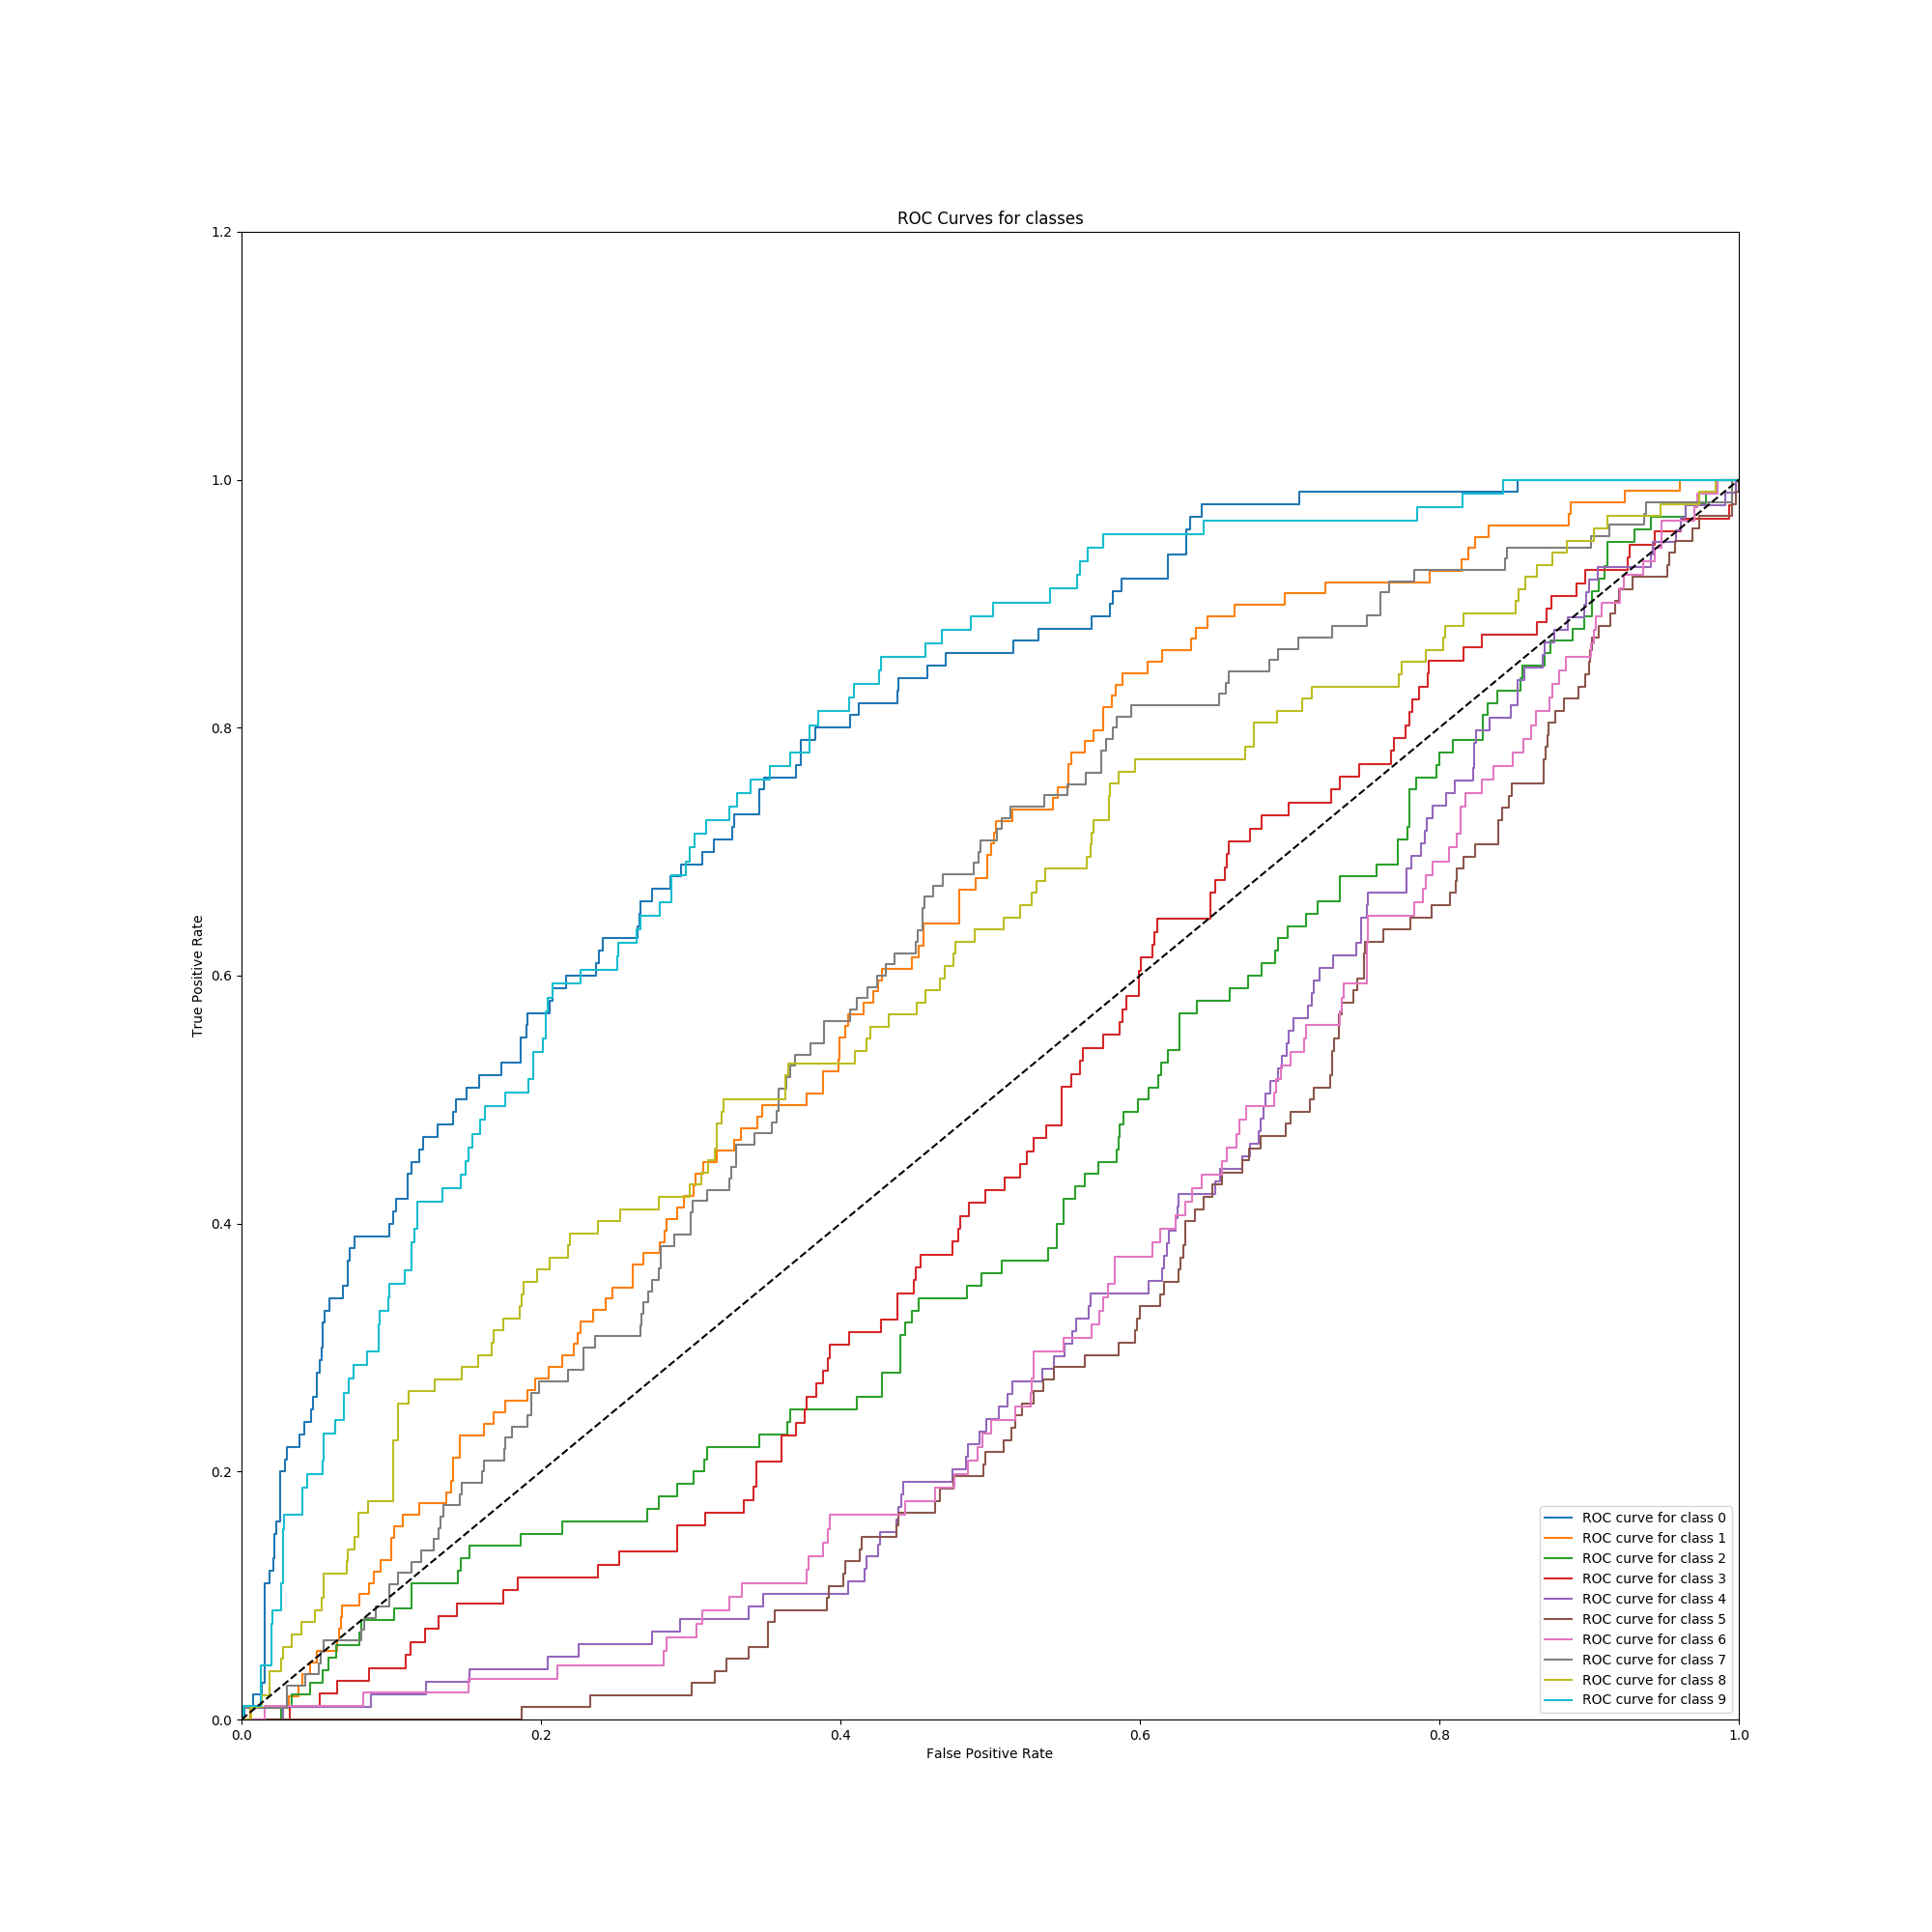 ROC Curves for classes
1.2
1.0
0.8
0.6
0.4
0.2
0.0
True Positive Rate
0.0 0.2 0.4 0.6 0.8 1.0
False Positive Rate
ROC curve for class 0
ROC curve for class 1
ROC curve for class 2
ROC curve for class 3
ROC curve for class 4
ROC curve for class 5
ROC curve for class 6
ROC curve for class 7
ROC curve for class 8
ROC curve for class 9